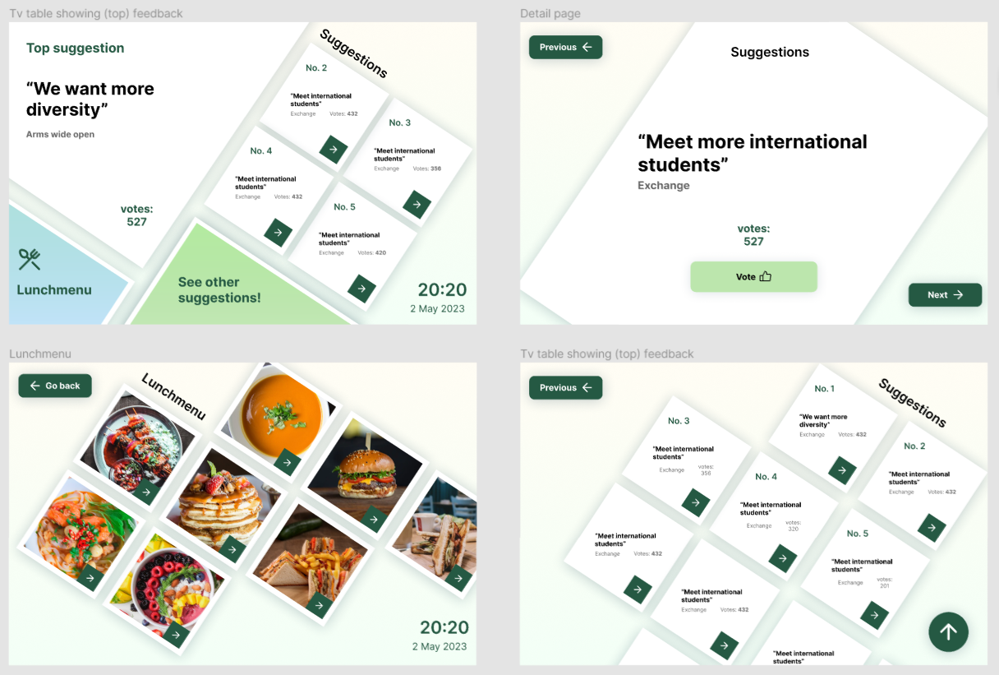 Tv table showing (top) feedback
Top suggestion
“We want more
diversity”
Arms wide open
votes:
527
Lunchmenu
See other
suggestions!
Suggestions
No. 2
“Meet international
students”
Exchange Votes: 432
No. 3
“Meet international
students”
Exchange Votes: 356
No. 4
“Meet international
students”
Exchange Votes: 432
No. 5
“Meet international
students”
Exchange Votes: 420
20:20
2 May 2023
Detail page
Previous
Suggestions
“Meet more international
students”
Exchange
votes:
527
Vote
Next
Lunchmenu
Go back
Lunchmenu
20:20
2 May 2023
Tv table showing (top) feedback
Previous
Suggestions
No. 1
“We want more
diversity”
Exchange Votes: 432
No. 3
“Meet international
students”
Exchange votes:
356
No. 2
“Meet international
students”
Exchange Votes: 432
No. 4
“Meet international
students”
Exchange votes:
320
“Meet international
students”
Exchange Votes: 432
No. 5
“Meet international
students”
Exchange votes:
201
“Meet international
students”
Exchange Votes: 432
“Meet international
students”